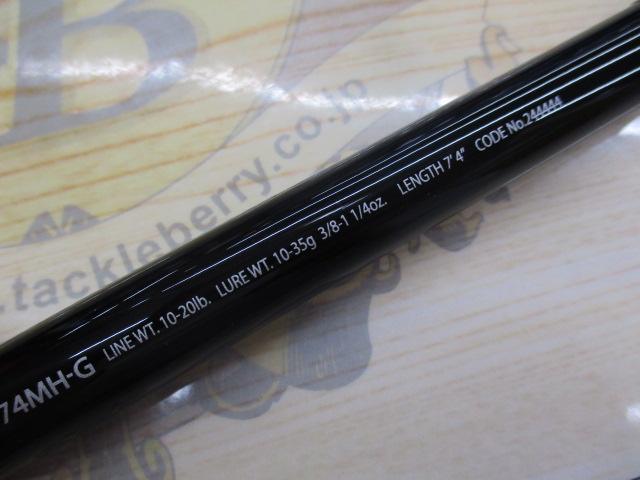 74MH-G LINE WT. 10-20lb. LURE WT. 10-35g 3/8-1 1/4oz. LENGTH 7' 4" CODE No.244444
.tackleberry.co.jp
B